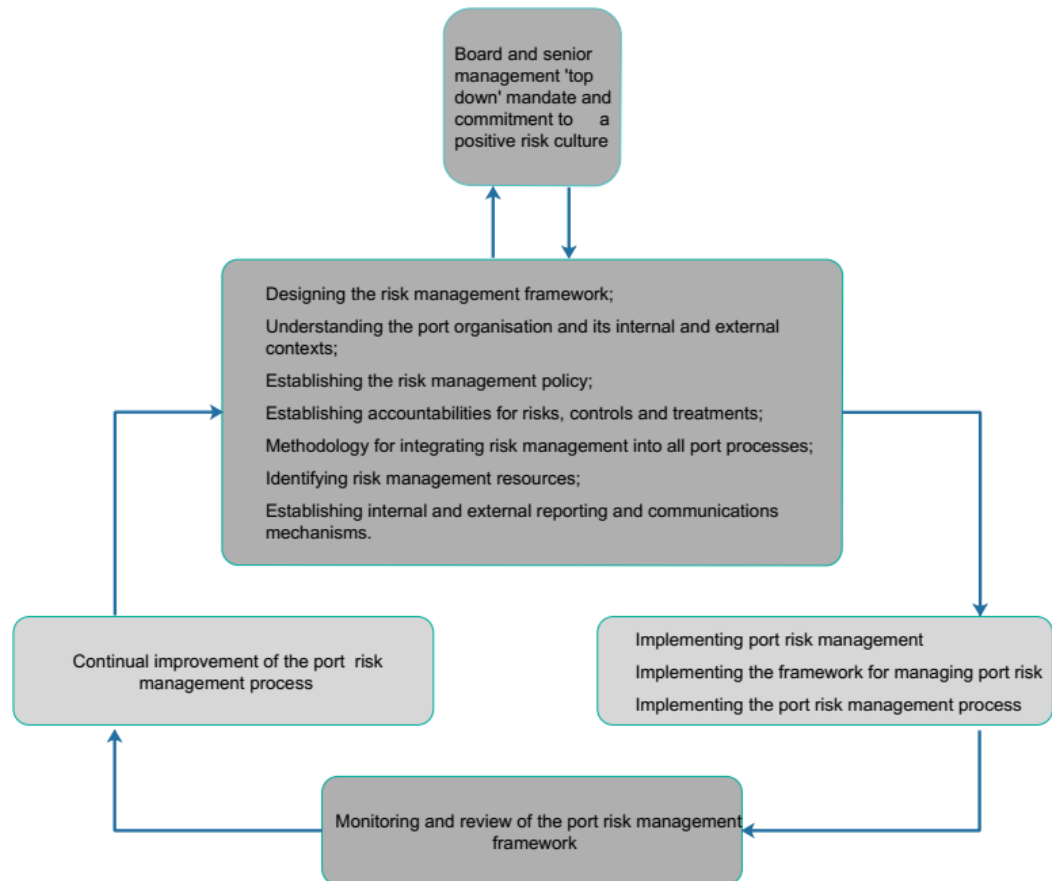 Board and senior
management 'top
down' mandate and
commitment to a
positive risk culture
Designing the risk management framework;
Understanding the port organisation and its internal and external
contexts;
Establishing the risk management policy;
Establishing accountabilities for risks, controls and treatments;
Methodology for integrating risk management into all port processes;
Identifying risk management resources;
Establishing internal and external reporting and communications
mechanisms.
Continual improvement of the port risk
management process
Implementing port risk management
Implementing the framework for managing port risk
Implementing the port risk management process
Monitoring and review of the port risk management
framework